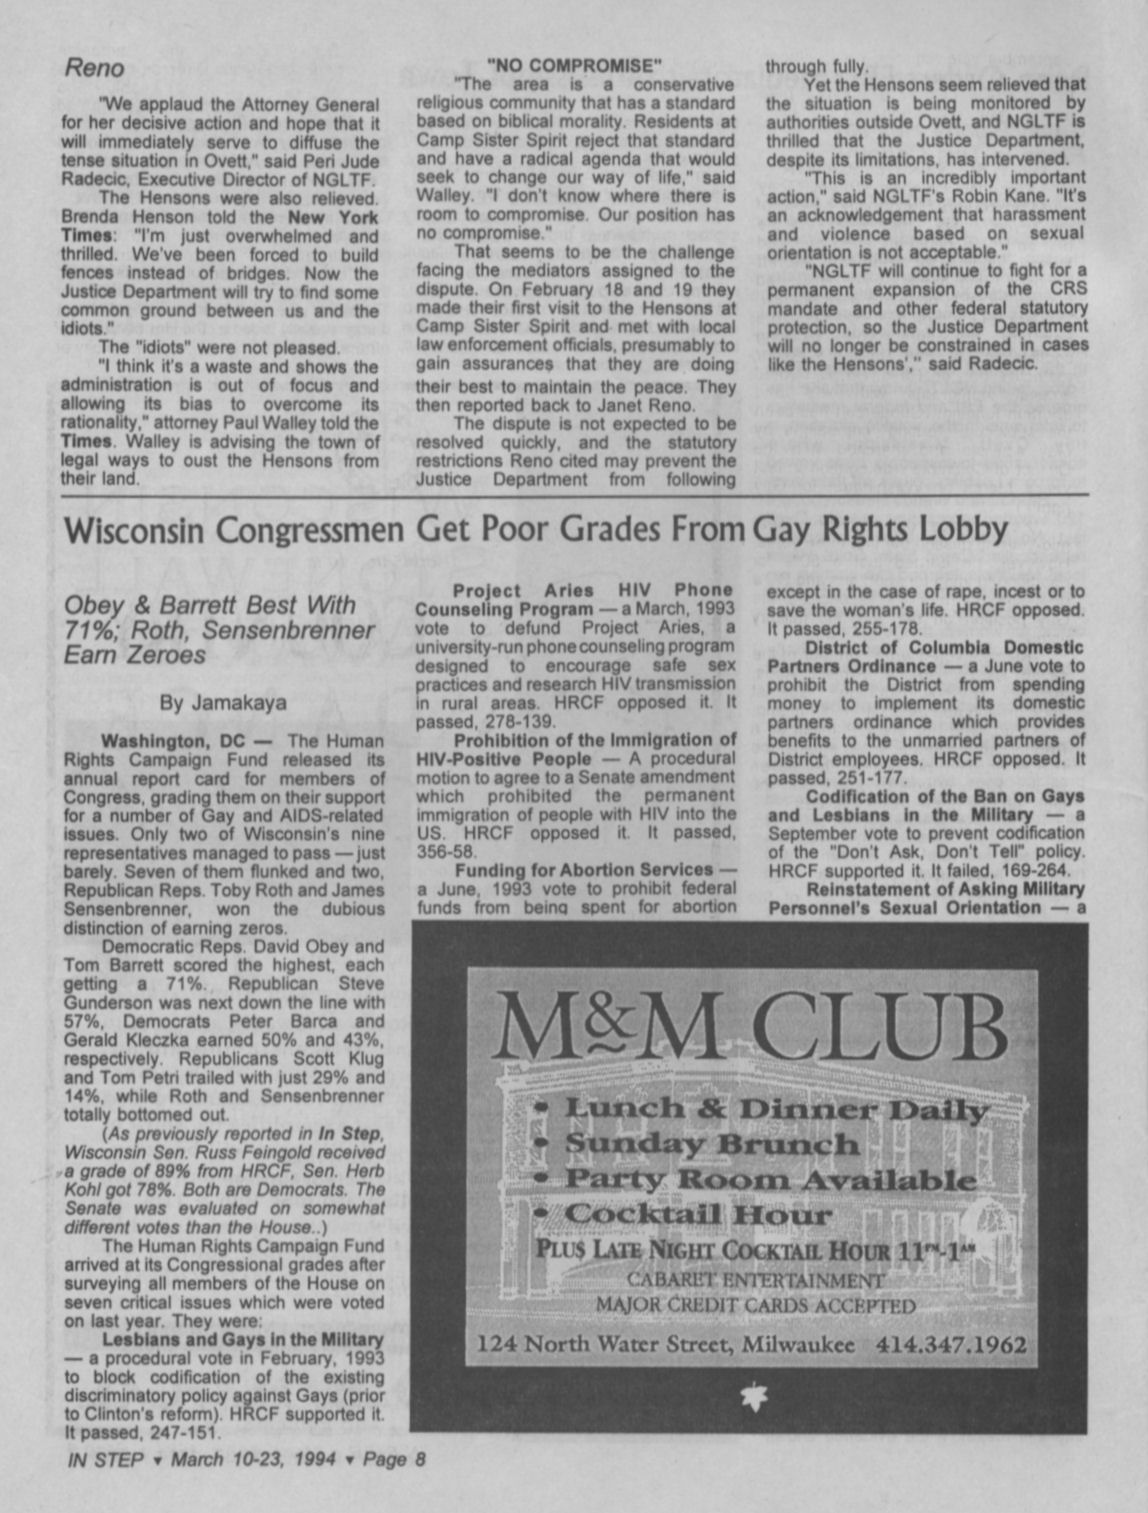 Reno
"We applaud the Attorney General
for her decisive action and hope that it
will immediately serve to diffuse the
tense situation in Ovett," said Peri Jude
Radecic, Executive Director of NGLTF.
The Hensons were also relieved.
Brenda Henson told the New York
Times: "I'm just overwhelmed and
thrilled. We've been forced to build
fences instead of bridges. Now the
Justice Department will try to find some
common ground between us and the
idiots."
The "idiots" were not pleased.
"I think it's a waste and shows the
administration is out of focus and
allowing its bias to overcome its
rationality," attorney Paul Walley told the
Times. Walley is advising the town of
legal ways to oust the Hensons from
their land.
"NO COMPROMISE"
"The area is a conservative
religious community that has a standard
based on biblical morality. Residents at
Camp Sister Spirit reject that standard
and have a radical agenda that would
seek to change our way of life," said
Walley. "I don't know where there is
room to compromise. Our position has
no compromise."
That seems to be the challenge
facing the mediators assigned to the
dispute. On February 18 and 19 they
made their first visit to the Hensons at
Camp Sister Spirit and met with local
law enforcement officials, presumably to
gain assurances that they are doing
their best to maintain the peace. They
then reported back to Janet Reno.
The dispute is not expected to be
resolved quickly, and the statutory
restrictions Reno cited may prevent the
Justice Department from following
through fully.
Yet the Hensons seem relieved that
the situation is being monitored by
authorities outside Ovett, and NGLTF is
thrilled that the Justice Department,
despite its limitations, has intervened.
"This is an incredibly important
action," said NGLTF's Robin Kane. "It's
an acknowledgement that harassment
and violence based on sexual
orientation is not acceptable."
"NGLTF will continue to fight for a
permanent expansion of the CRS
mandate and other federal statutory
protection, so the Justice Department
will no longer be constrained in cases
like the Hensons'," said Radecic.
Wisconsin Congressmen Get Poor Grades From Gay Rights Lobby
Obey & Barrett Best With
71%; Roth, Sensenbrenner
Earn Zeroes
By Jamakaya
Washington, DC — The Human
Rights Campaign Fund released its
annual report card for members of
Congress, grading them on their support
for a number of Gay and AIDS-related
issues. Only two of Wisconsin's nine
representatives managed to pass — just
barely. Seven of them flunked and two,
Republican Reps. Toby Roth and James
Sensenbrenner, won the dubious
distinction of earning zeros.
Democratic Reps. David Obey and
Tom Barrett scored the highest, each
getting a 71%. Republican Steve
Gunderson was next down the line with
57%, Democrats Peter Barca and
Gerald Kleczka earned 50% and 43%,
respectively. Republicans Scott Klug
and Tom Petri trailed with just 29% and
14%, while Roth and Sensenbrenner
totally bottomed out.
(As previously reported in In Step,
Wisconsin Sen. Russ Feingold received
a grade of 89% from HRCF, Sen. Herb
Kohl got 78%. Both are Democrats. The
Senate was evaluated on somewhat
different votes than the House..)
The Human Rights Campaign Fund
arrived at its Congressional grades after
surveying all members of the House on
seven critical issues which were voted
on last year. They were:
Lesbians and Gays in the Military
— a procedural vote in February, 1993
to block codification of the existing
discriminatory policy against Gays (prior
to Clinton's reform). HRCF supported it.
It passed, 247-151.
Project Aries HIV Phone
Counseling Program — a March, 1993
vote to defund Project Aries, a
university-run phone counseling program
designed to encourage safe sex
practices and research HIV transmission
in rural areas. HRCF opposed it. It
passed, 278-139.
Prohibition of the Immigration of
HIV-Positive People — A procedural
motion to agree to a Senate amendment
which prohibited the permanent
immigration of people with HIV into the
US. HRCF opposed it. It passed,
356-58.
Funding for Abortion Services —
a June, 1993 vote to prohibit federal
funds from being spent for abortion
except in the case of rape, incest or to
save the woman's life. HRCF opposed.
It passed, 255-178.
District of Columbia Domestic
Partners Ordinance — a June vote to
prohibit the District from spending
money to implement its domestic
partners ordinance which provides
benefits to the unmarried partners of
District employees. HRCF opposed. It
passed, 251-177.
Codification of the Ban on Gays
and Lesbians in the Military — a
September vote to prevent codification
of the "Don't Ask, Don't Tell" policy.
HRCF supported it. It failed, 169-264.
Reinstatement of Asking Military
Personnel's Sexual Orientation — a
M&M CLUB
• Lunch & Dinner Daily
• Sunday Brunch
• Party Room Available
• Cocktail Hour
PLUS LATE NIGHT COCKTAIL HOUR 11PM-1AM
CABARET ENTERTAINMENT
MAJOR CREDIT CARDS ACCEPTED
124 North Water Street, Milwaukee 414.347.1962
IN STEP ▼ March 10-23, 1994 ▼ Page 8